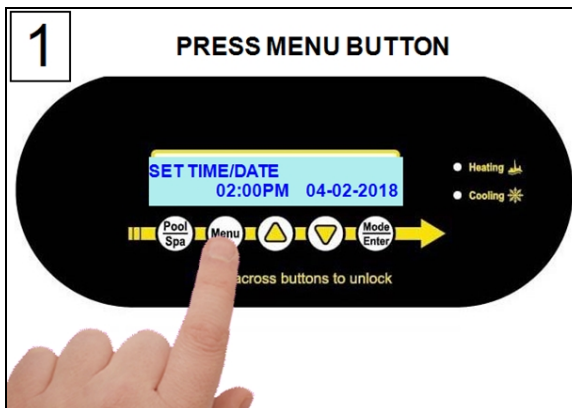 1
PRESS MENU BUTTON
SET TIME/DATE
02:00PM 04-02-2018
Heating
Cooling
Pool Spa
Menu
Mode Enter
across buttons to unlock